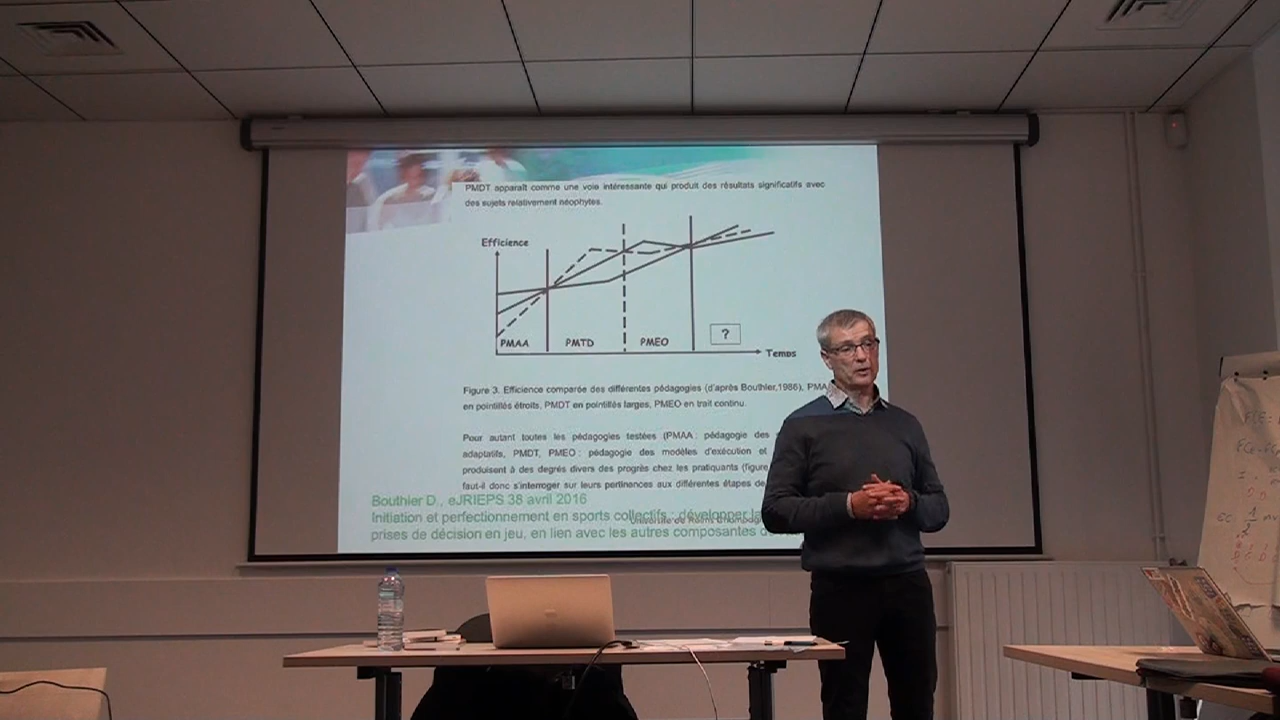 PMDT apparaît comme une voie intéressante qui produit des résultats significatifs avec
des sujets relativement néophytes.
Efficience
PMAA
PMTD
PMEO
?
Temps
Figure 3. Efficience comparée des différentes pédagogies (d'après Bouthier,1986), PMA
en pointillés étroits, PMDT en pointillés larges, PMEO en trait continu.
Pour autant toutes les pédagogies testées (PMAA : pédagogie des
adaptatifs, PMDT, PMEO : pédagogie des modèles d'exécution et
produisent à des degrés divers des progrès chez les pratiquants (figure
faut-il donc s'interroger sur leurs pertinences aux différentes étapes de
Bouthier D., eJRIEPS 38 avril 2016
Initiation et perfectionnement en sports collectifs : développer la
Université de Reims Champag
prises de décision en jeu, en lien avec les autres composantes d